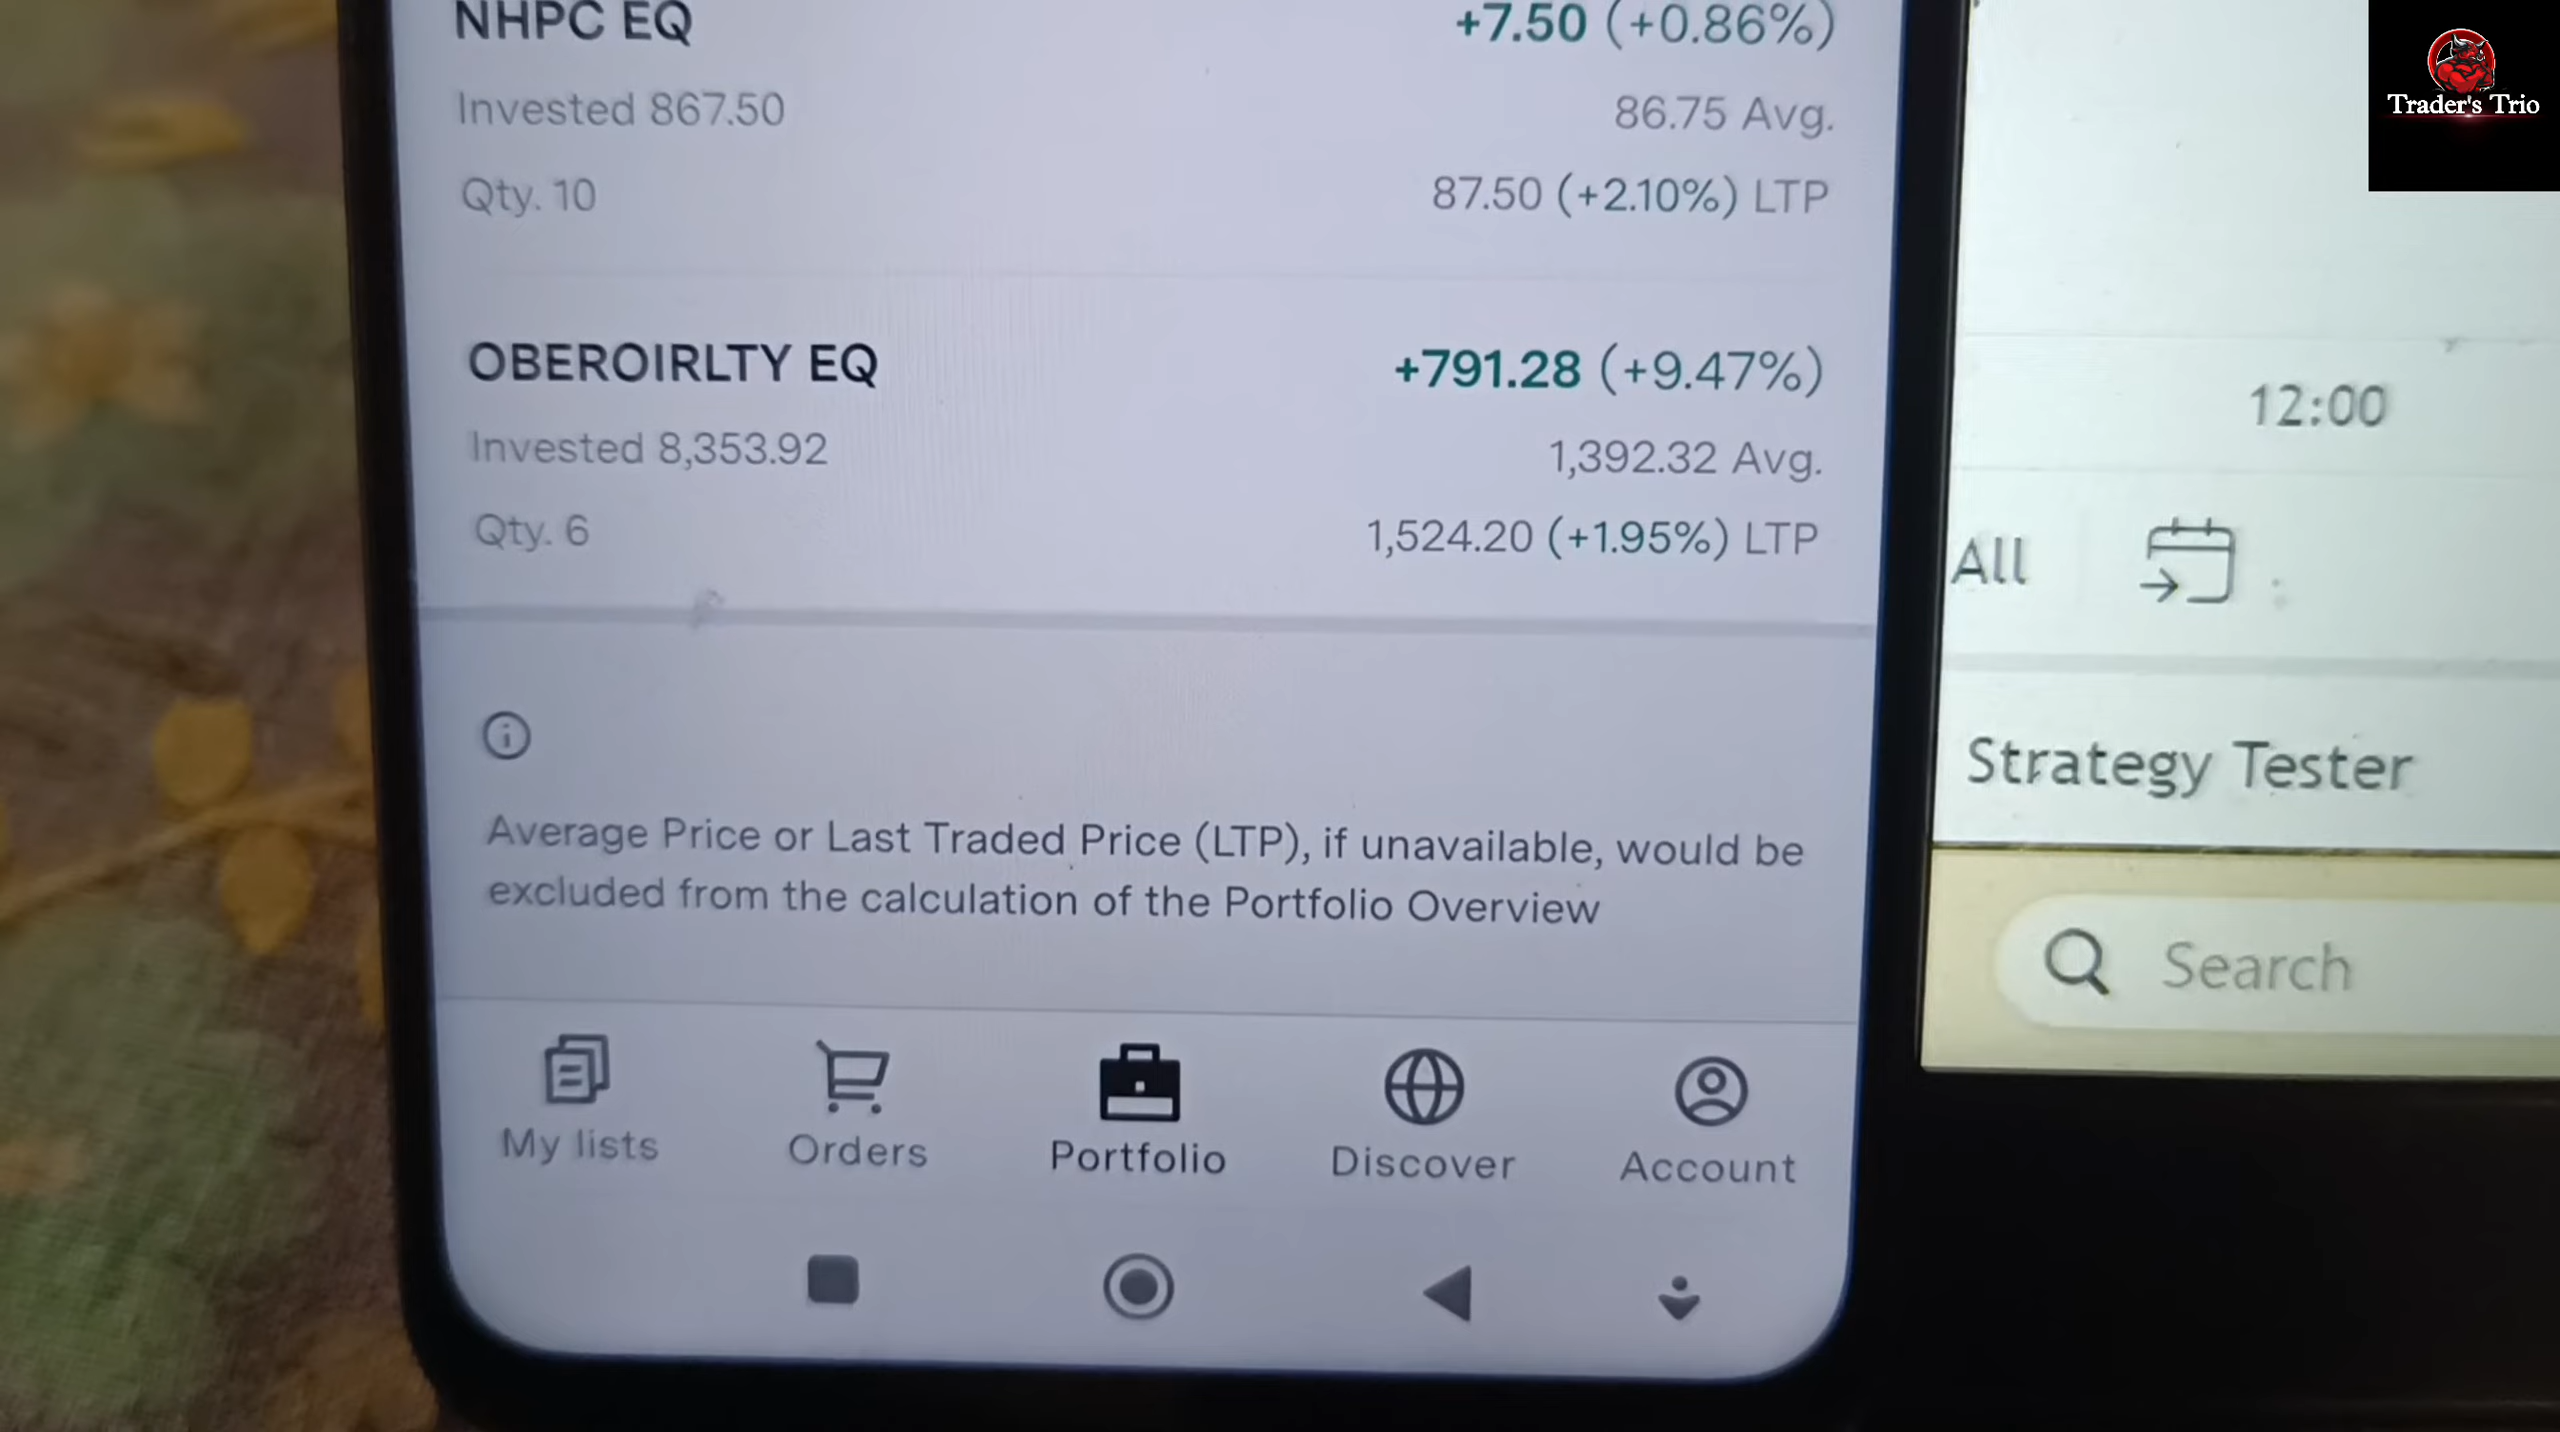 NHPC EQ
+7.50 (+0.86%)
Invested 867.50
86.75 Avg.
Qty. 10
87.50 (+2.10%) LTP
OBEROIRLTY EQ
+791.28 (+9.47%)
Invested 8,353.92
1,392.32 Avg.
Qty. 6
1,524.20 (+1.95%) LTP
Average Price or Last Traded Price (LTP), if unavailable, would be
excluded from the calculation of the Portfolio Overview
My lists
Orders
Portfolio
Discover
Account
Trader's Trio
12:00
All
Strategy Tester
Search